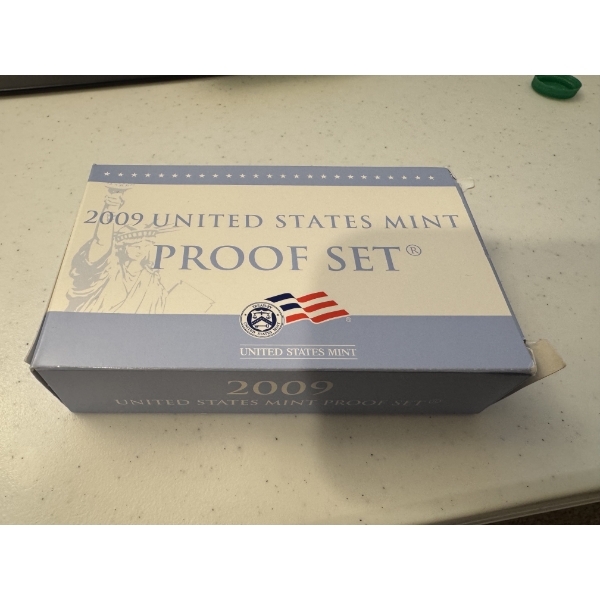 2009 UNITED STATES MINT
PROOF SET®
UNITED STATES MINT
2009
UNITED STATES MINT PROOF SET®